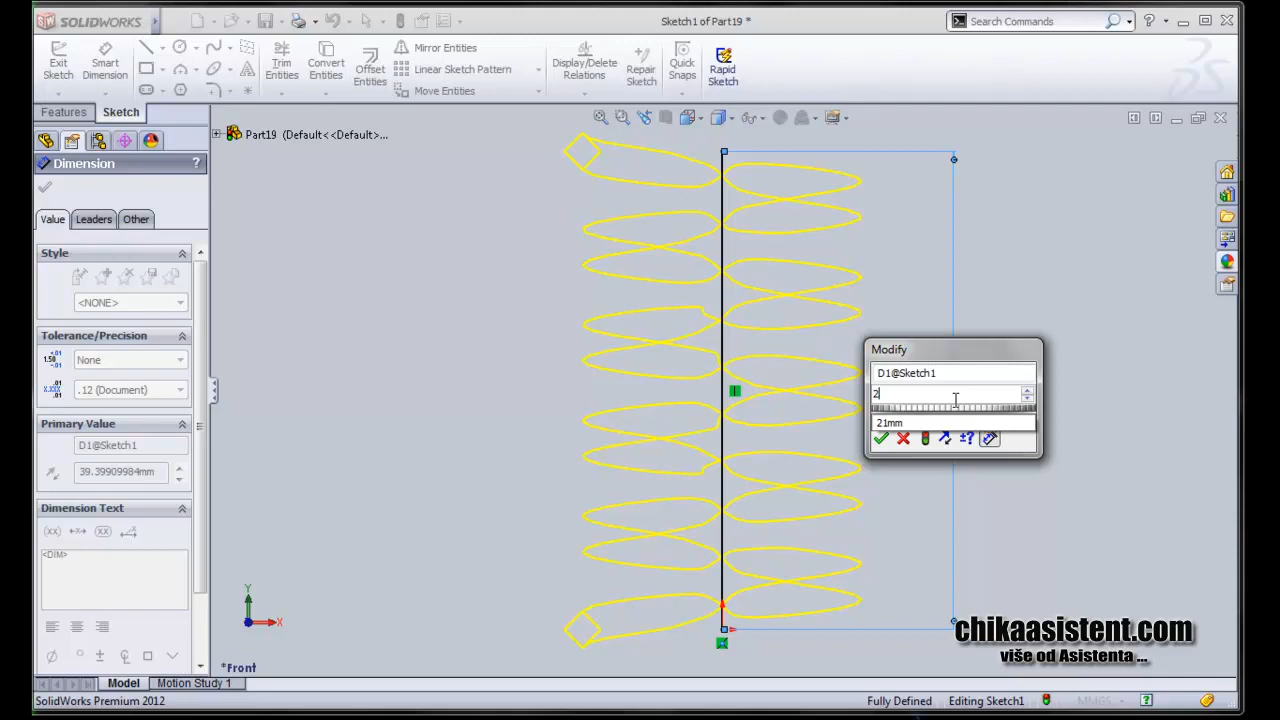 SOLIDWORKS
Sketch1 of Part19 *
Search Commands
?
Exit Sketch
Smart Dimension
Trim Entities
Convert Entities
Offset Entities
Mirror Entities
Linear Sketch Pattern
Move Entities
Display/Delete Relations
Repair Sketch
Quick Snaps
Rapid Sketch
Features
Sketch
Part19 (Default<<Default>...
Dimension
?
Value
Leaders
Other
Style
<NONE>
Tolerance/Precision
None
.12 (Document)
Primary Value
D1@Sketch1
39.39909984mm
Dimension Text
<DIM>
Modify
D1@Sketch1
2
21mm
±?
Y
X
*Front
chikaasistent.com
više od Asistenta ...
Model
Motion Study 1
SolidWorks Premium 2012
Fully Defined
Editing Sketch1
MMGS
?